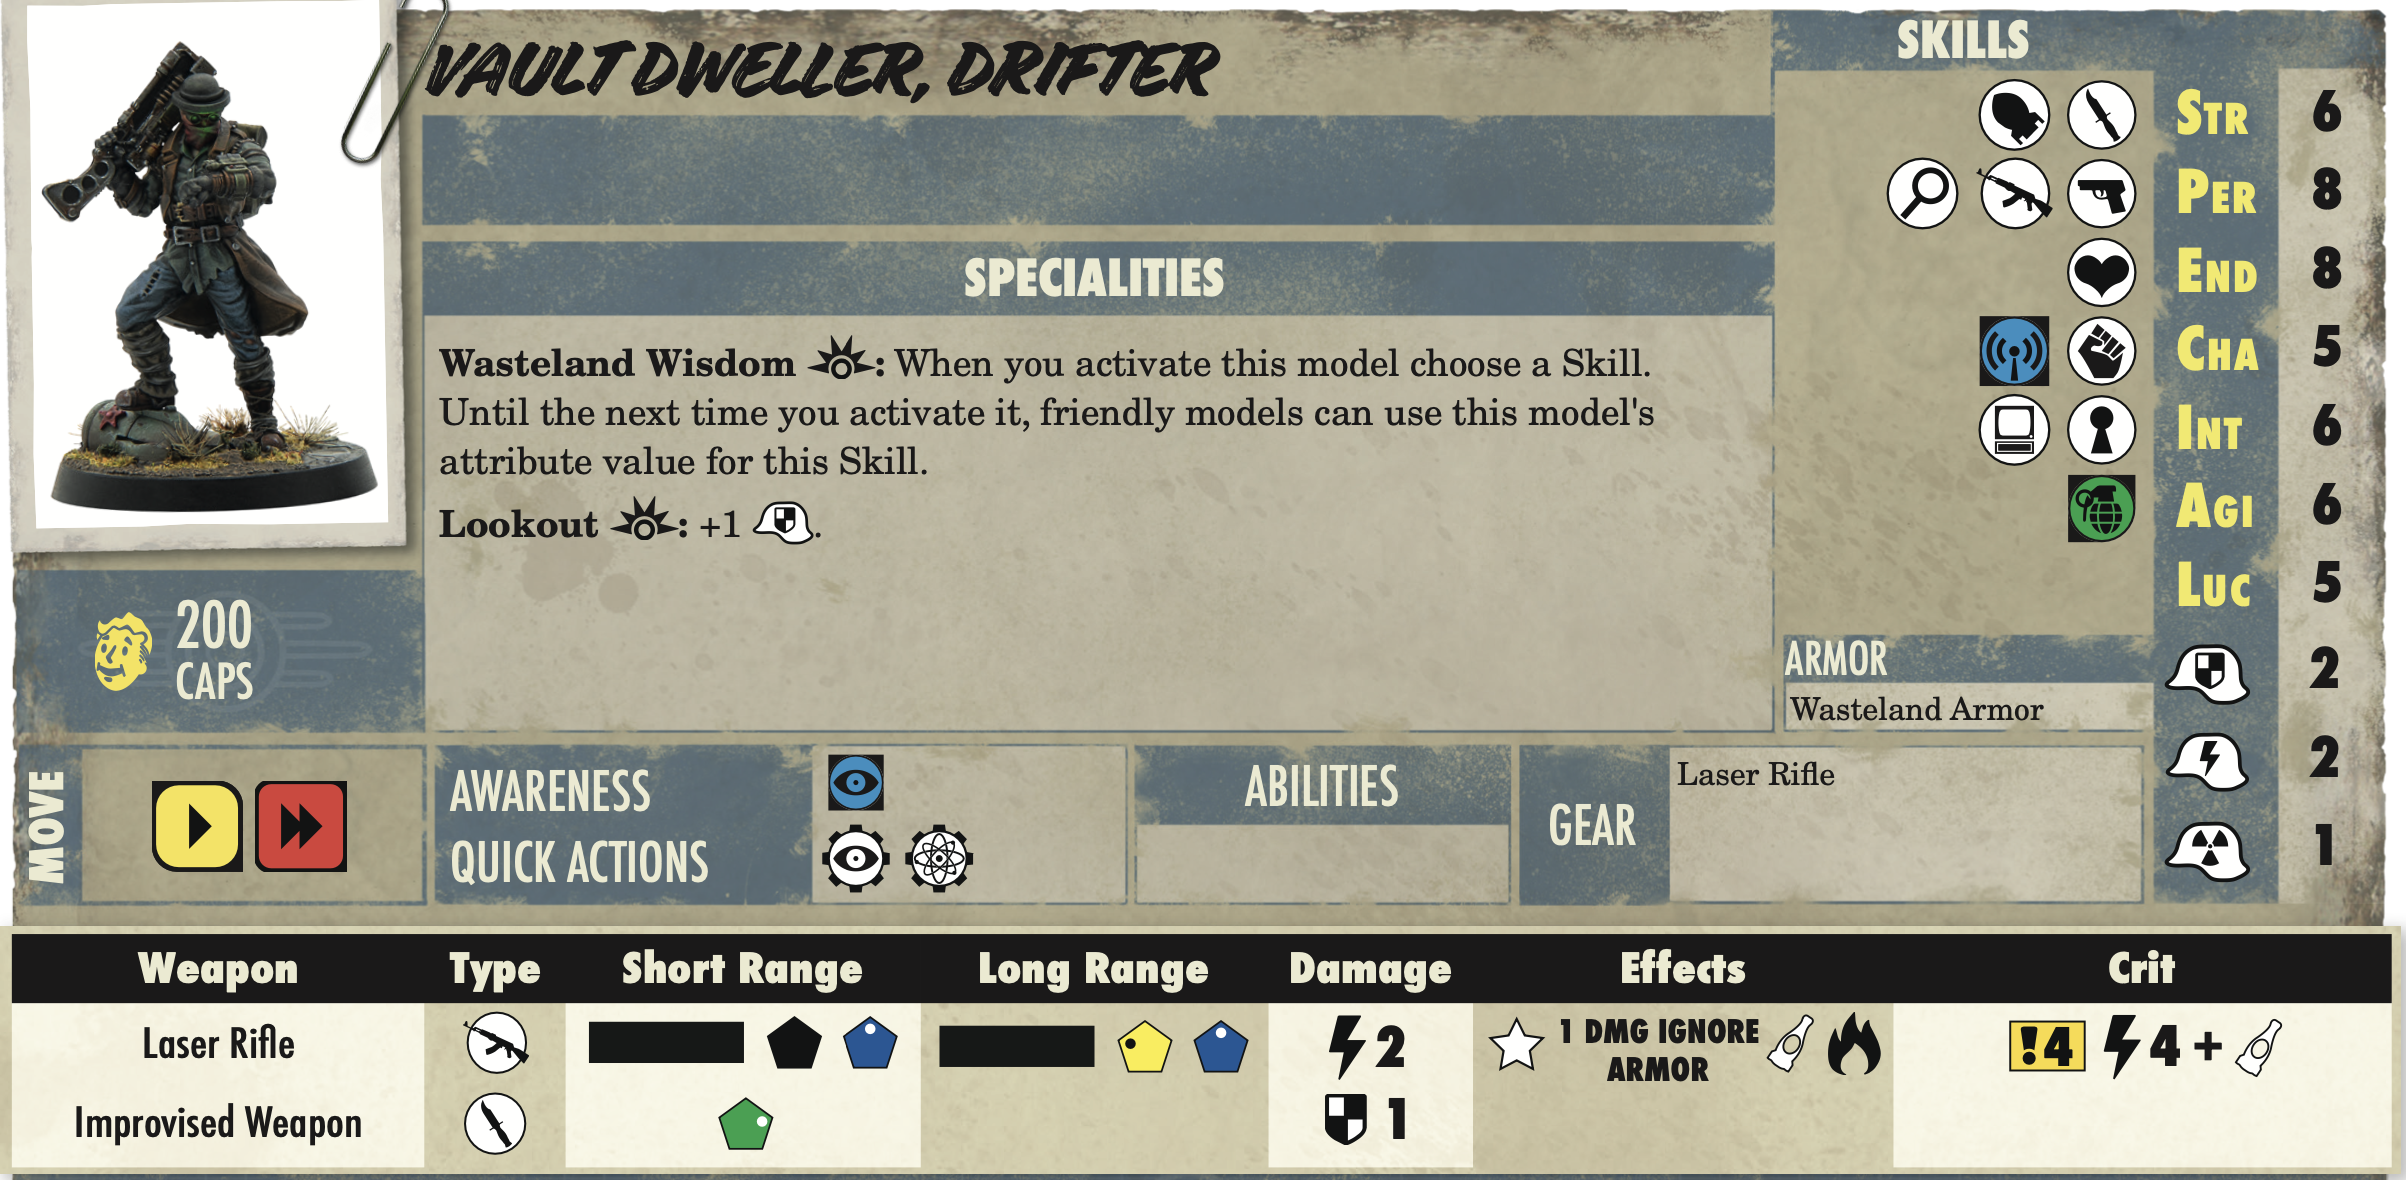 VAULT DWELLER, DRIFTER
SKILLS
STR 6
PER 8
END 8
CHA 5
INT 6
AGI 6
LUC 5
SPECIALITIES
Wasteland Wisdom : When you activate this model choose a Skill.
Until the next time you activate it, friendly models can use this model's
attribute value for this Skill.
Lookout : +1 .
200
CAPS
ARMOR
Wasteland Armor
2
2
1
MOVE
AWARENESS
QUICK ACTIONS
ABILITIES
GEAR
Laser Rifle
Weapon Type Short Range Long Range Damage Effects Crit
Laser Rifle 2 1 DMG IGNORE ARMOR !4 4 +
Improvised Weapon 1